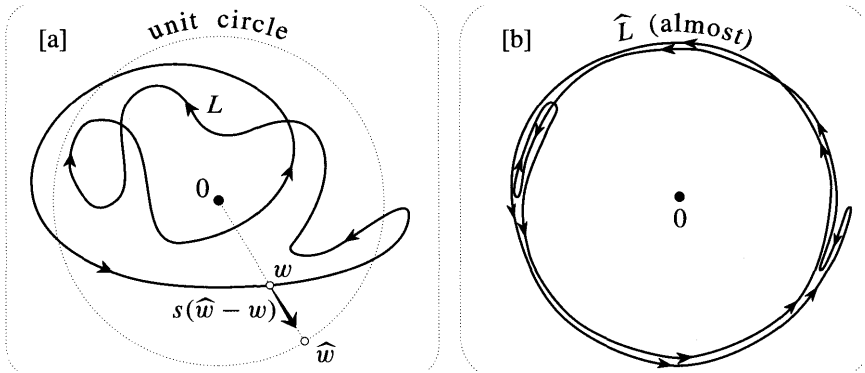 [a]
unit circle
L
0
w
s(ŵ − w)
ŵ
[b]
L̂ (almost)
0